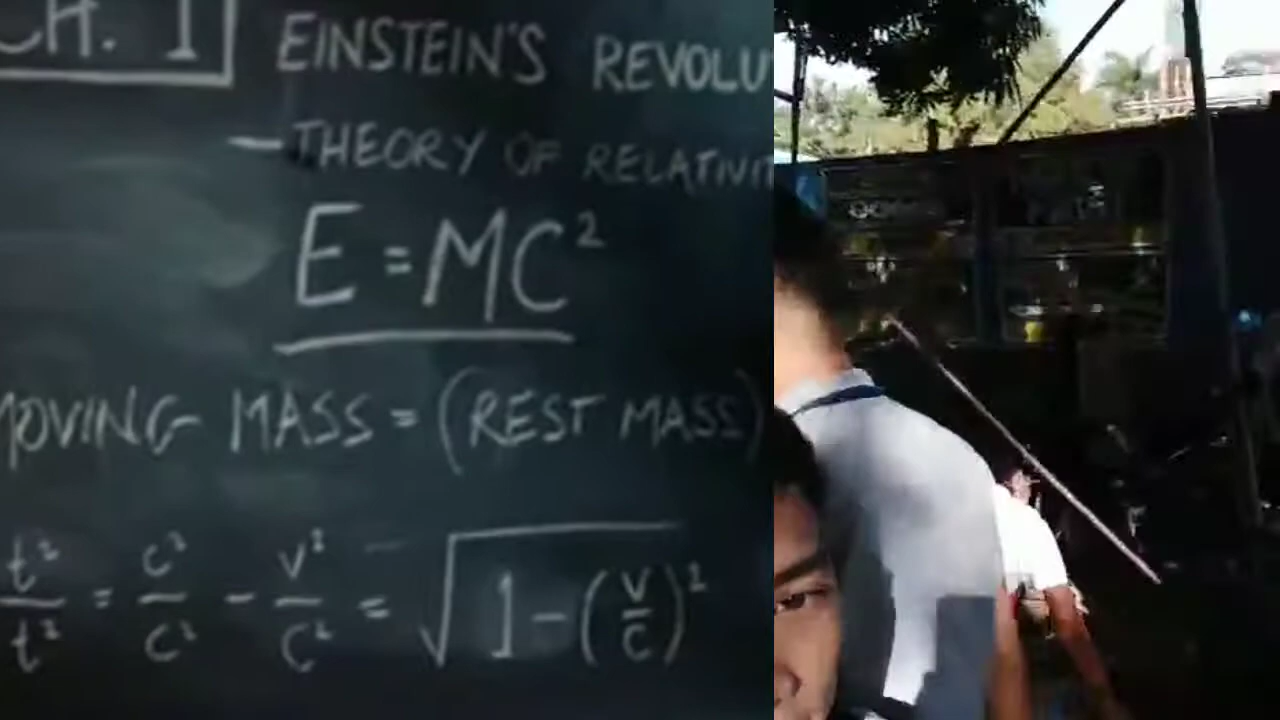 CH. 1
EINSTEIN'S REVOLU
— THEORY OF RELATIVIT
E = MC²
MOVING MASS = (REST MASS)
t²/t² = c²/c² - v²/c² = √1-(v/c)²